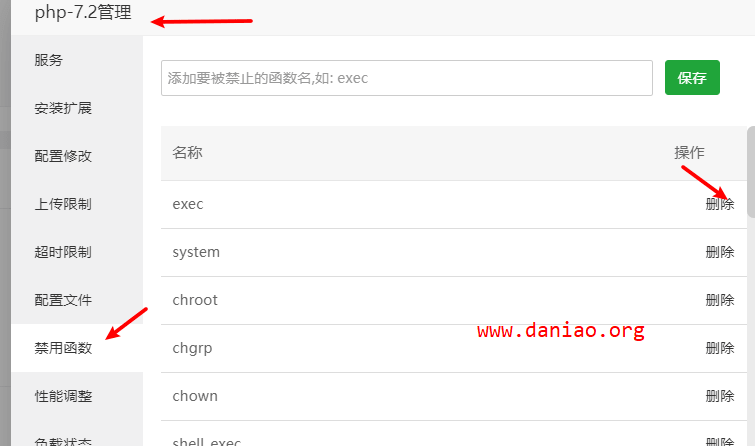 php-7.2管理
服务
安装扩展
配置修改
上传限制
超时限制
配置文件
禁用函数
性能调整
负载状态
添加要被禁止的函数名,如: exec
保存
名称 操作
exec 删除
system 删除
chroot 删除
www.daniao.org
chgrp 删除
chown 删除
shell_exec